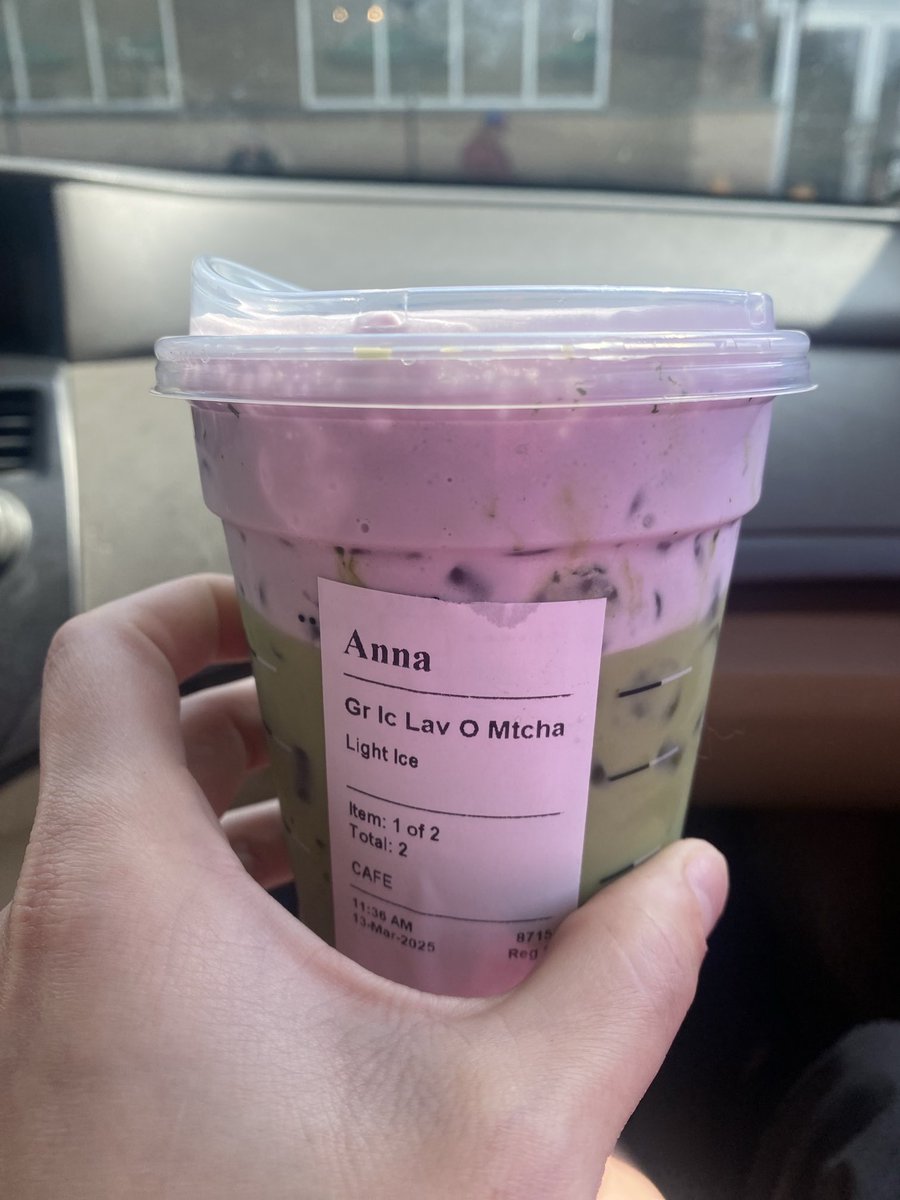 Anna
Gr Ic Lav O Mtcha
Light Ice
Item: 1 of 2
Total: 2
CAFE
11:36 AM 8715
13-Mar-2025 Reg